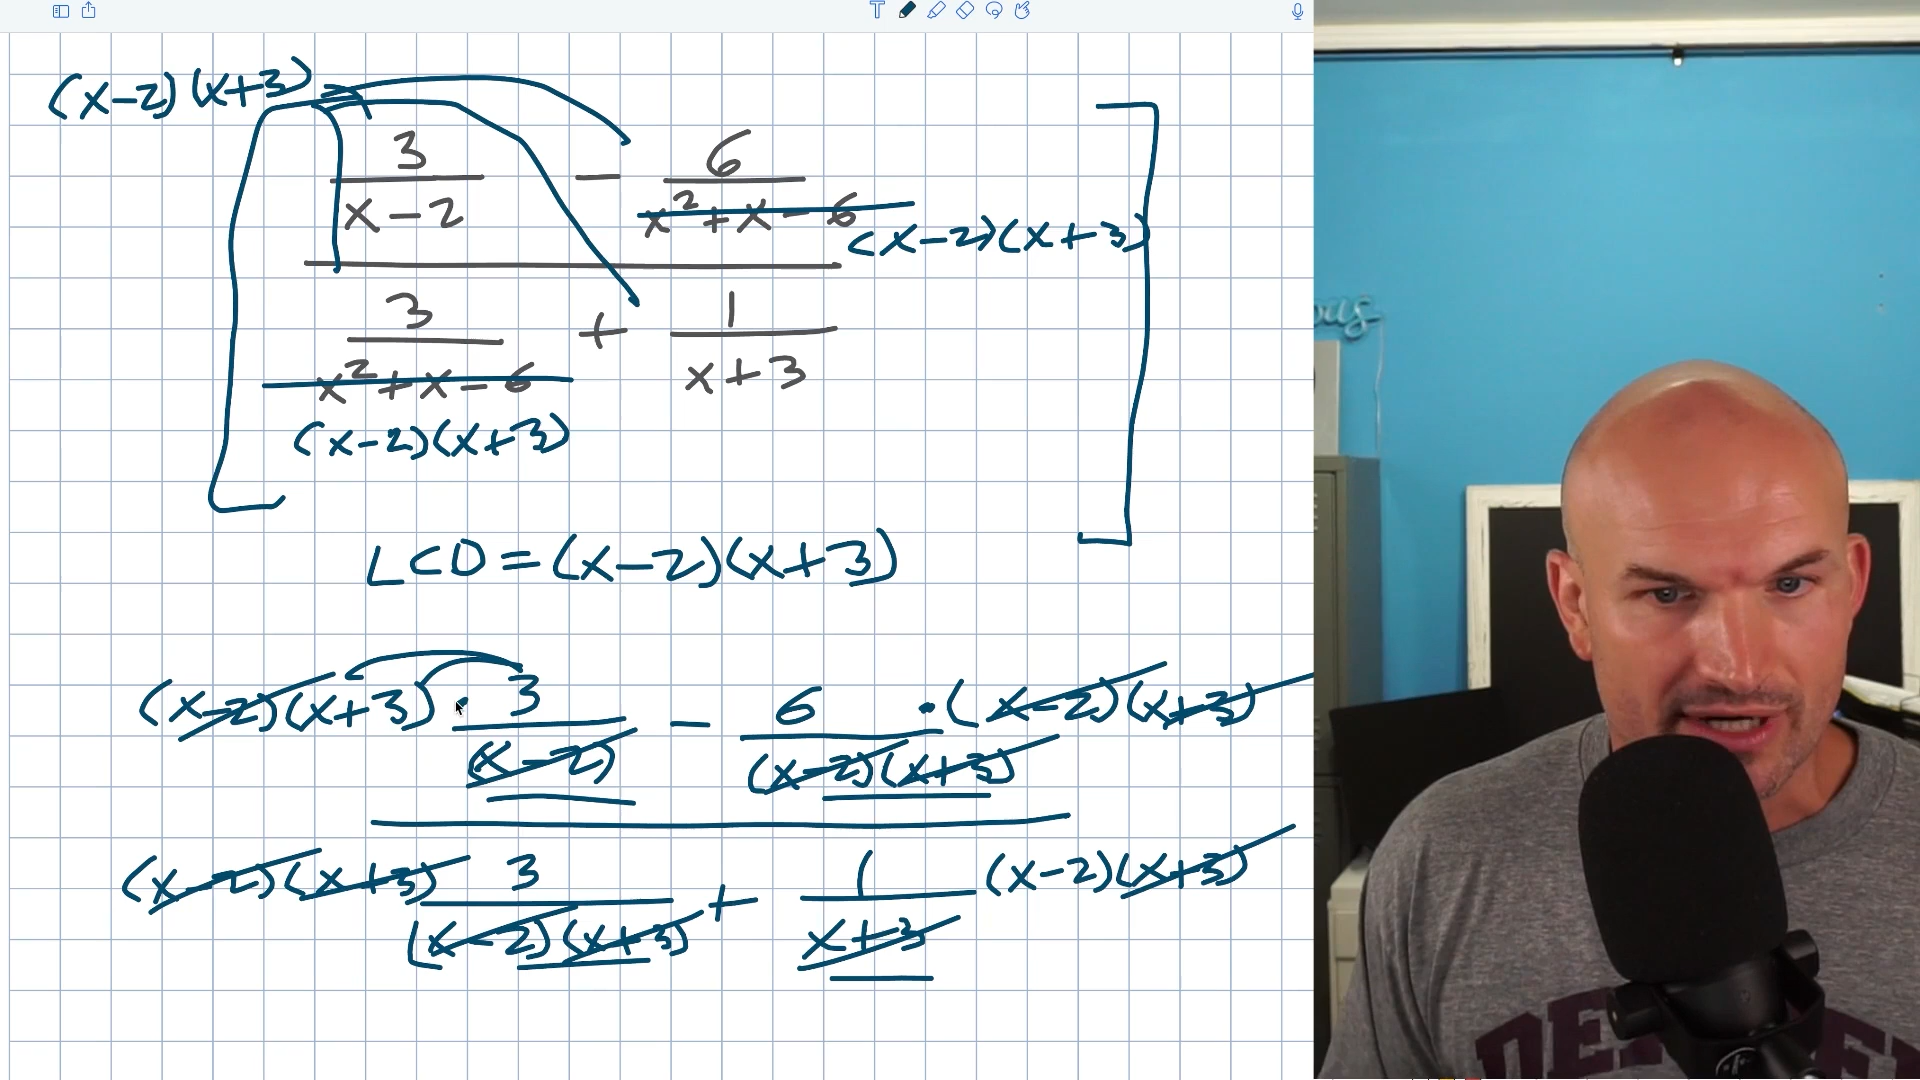 (x-2)(x+3)
3 - 6
x-2 x²+x-6
(x-2)(x+3)
3 + 1
x²+x-6 x+3
(x-2)(x+3)
LCD = (x-2)(x+3)
(x-2)(x+3) · 3 - 6 · (x-2)(x+3)
(x-2) (x-2)(x+3)
(x-2)(x+3) 3 + 1 (x-2)(x+3)
(x-2)(x+3) x+3